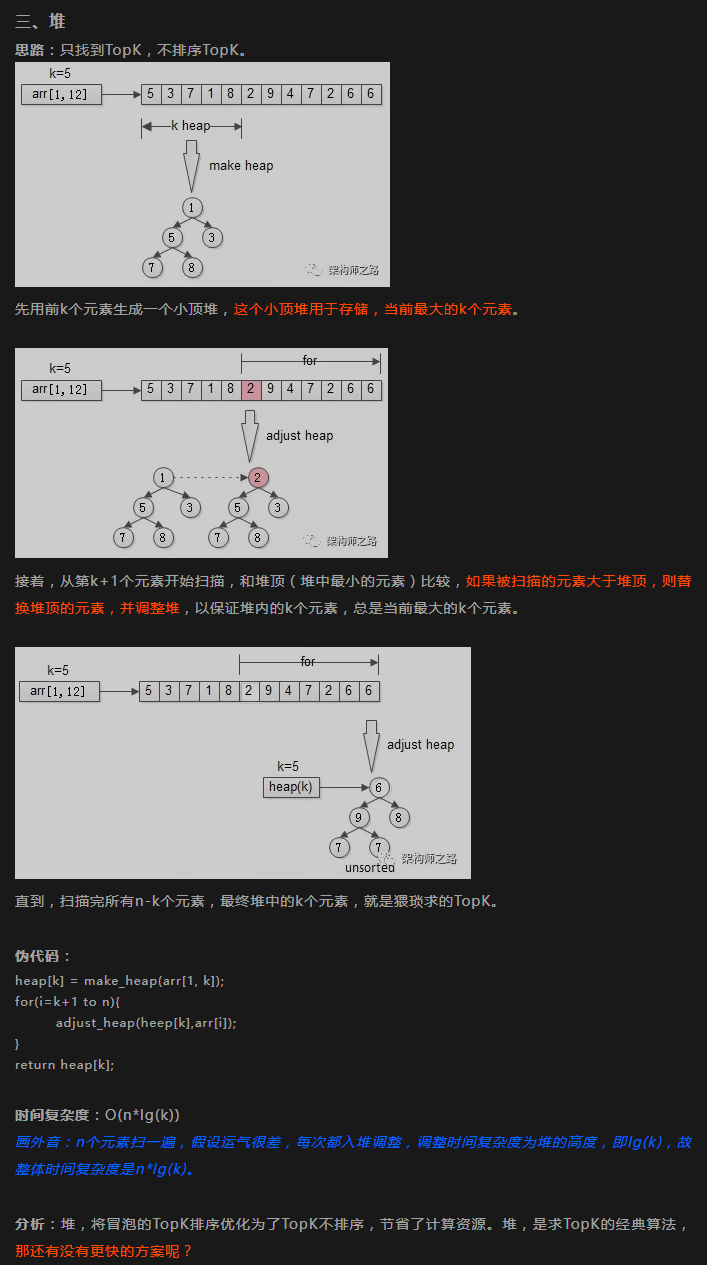 三、堆
思路：只找到TopK，不排序TopK。
k=5
arr[1, 12]
5 3 7 1 8 2 9 4 7 2 6 6
k heap
make heap
1
5 3
7 8
架构师之路
先用前k个元素生成一个小顶堆，这个小顶堆用于存储，当前最大的k个元素。
for
k=5
arr[1, 12]
5 3 7 1 8 2 9 4 7 2 6 6
adjust heap
1 2
5 3 5 3
7 8 7 8
架构师之路
接着，从第k+1个元素开始扫描，和堆顶（堆中最小的元素）比较，如果被扫描的元素大于堆顶，则替
换堆顶的元素，并调整堆，以保证堆内的k个元素，总是当前最大的k个元素。
for
k=5
arr[1, 12]
5 3 7 1 8 2 9 4 7 2 6 6
adjust heap
k=5
heap(k)
6
9 8
7 7
架构师之路
unsorted
直到，扫描完所有n-k个元素，最终堆中的k个元素，就是猥琐求的TopK。
伪代码：
heap[k] = make_heap(arr[1, k]);
for(i=k+1 to n){
adjust_heap(heep[k],arr[i]);
}
return heap[k];
时间复杂度：O(n*lg(k))
画外音：n个元素扫一遍，假设运气很差，每次都入堆调整，调整时间复杂度为堆的高度，即lg(k)，故
整体时间复杂度是n*lg(k)。
分析：堆，将冒泡的TopK排序优化为了TopK不排序，节省了计算资源。堆，是求TopK的经典算法，
那还有没有更快的方案呢？